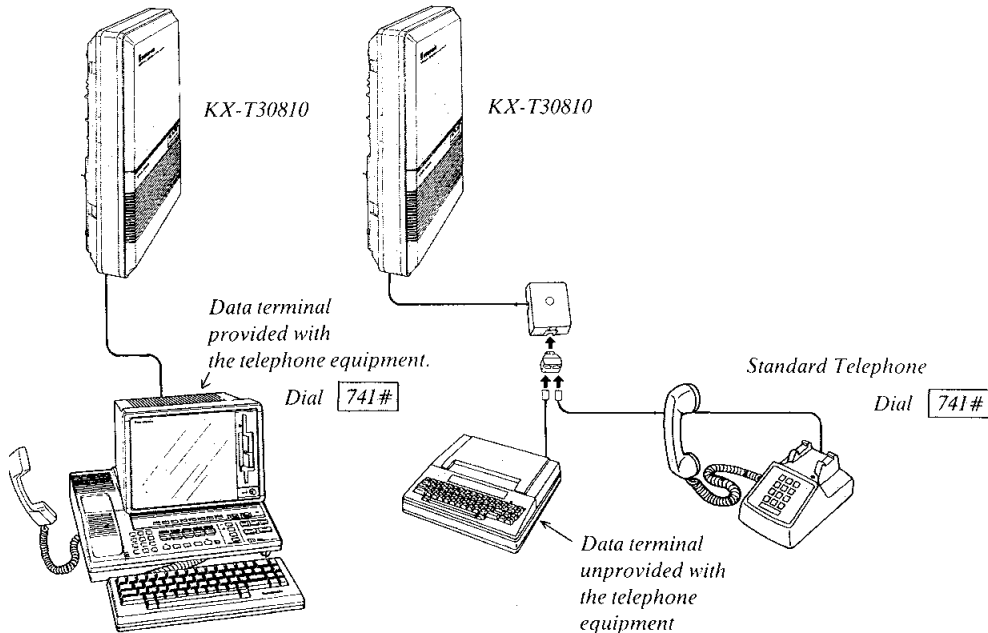 KX-T30810
KX-T30810
Data terminal
provided with
the telephone equipment.
Dial 741#
Standard Telephone
Dial 741#
Data terminal
unprovided with
the telephone
equipment